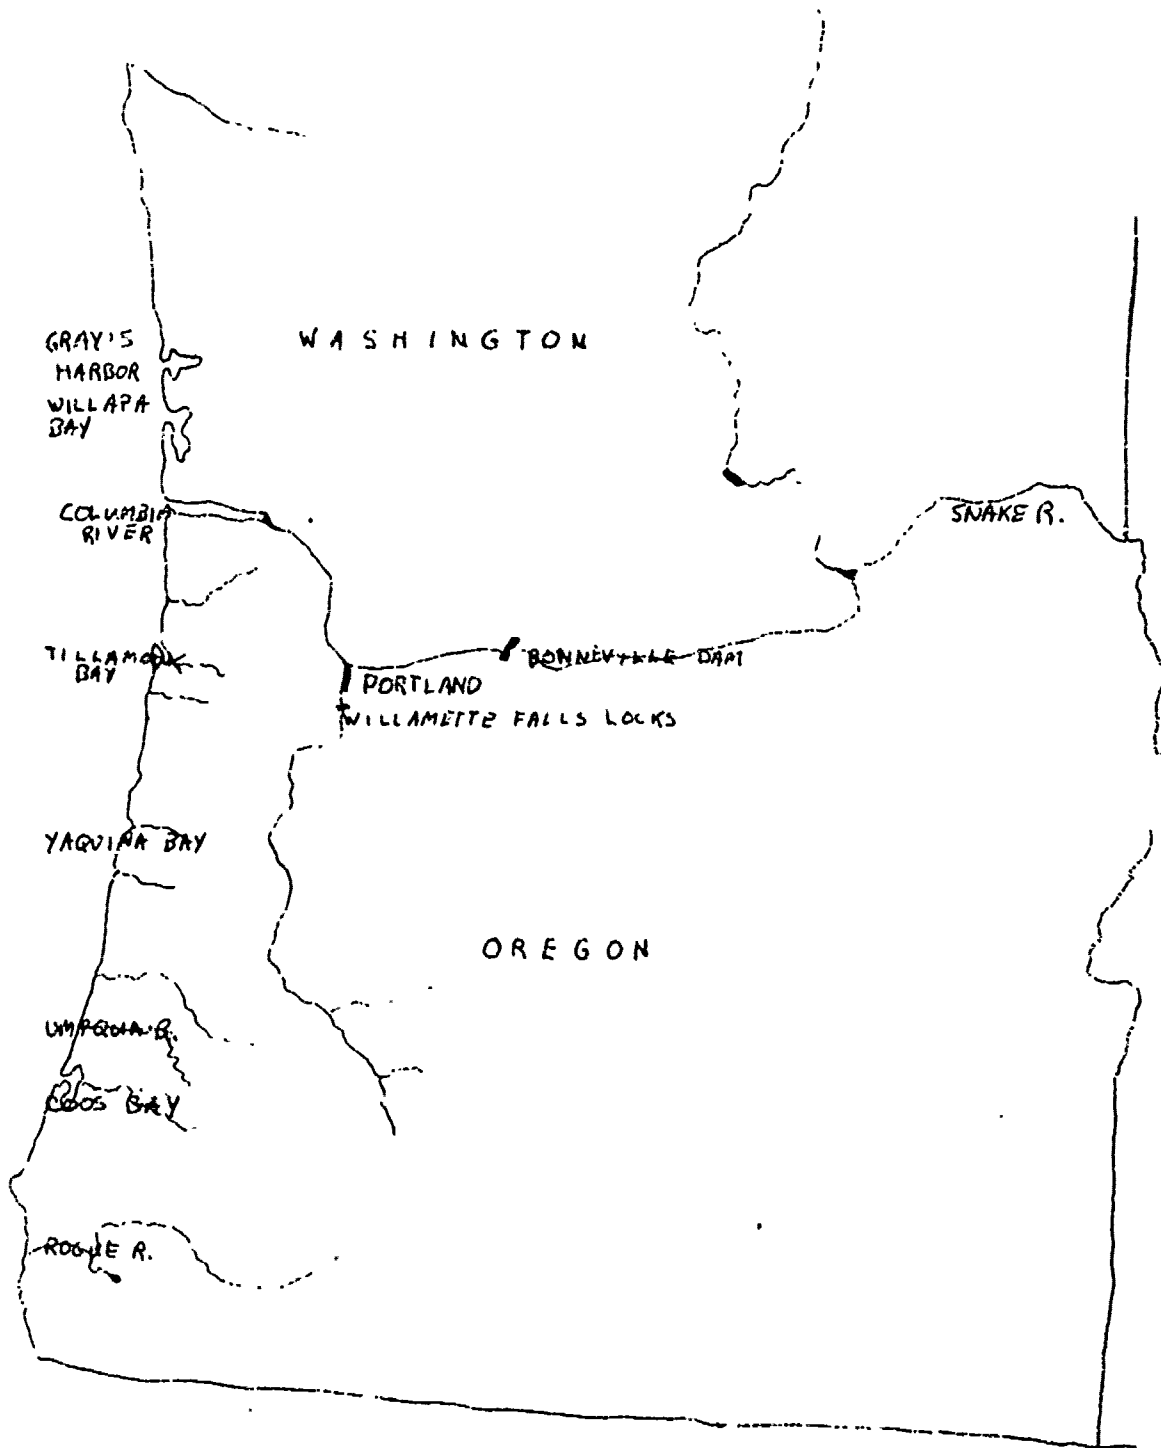 GRAY'S
HARBOR
WASHINGTON
WILLAPA
BAY
COLUMBIA
RIVER
SNAKE R.
TILLAMOOK
BAY
BONNEVILLE DAM
PORTLAND
WILLAMETTE FALLS LOCKS
YAQUINA BAY
OREGON
UMPQUA R.
COOS BAY
ROGUE R.